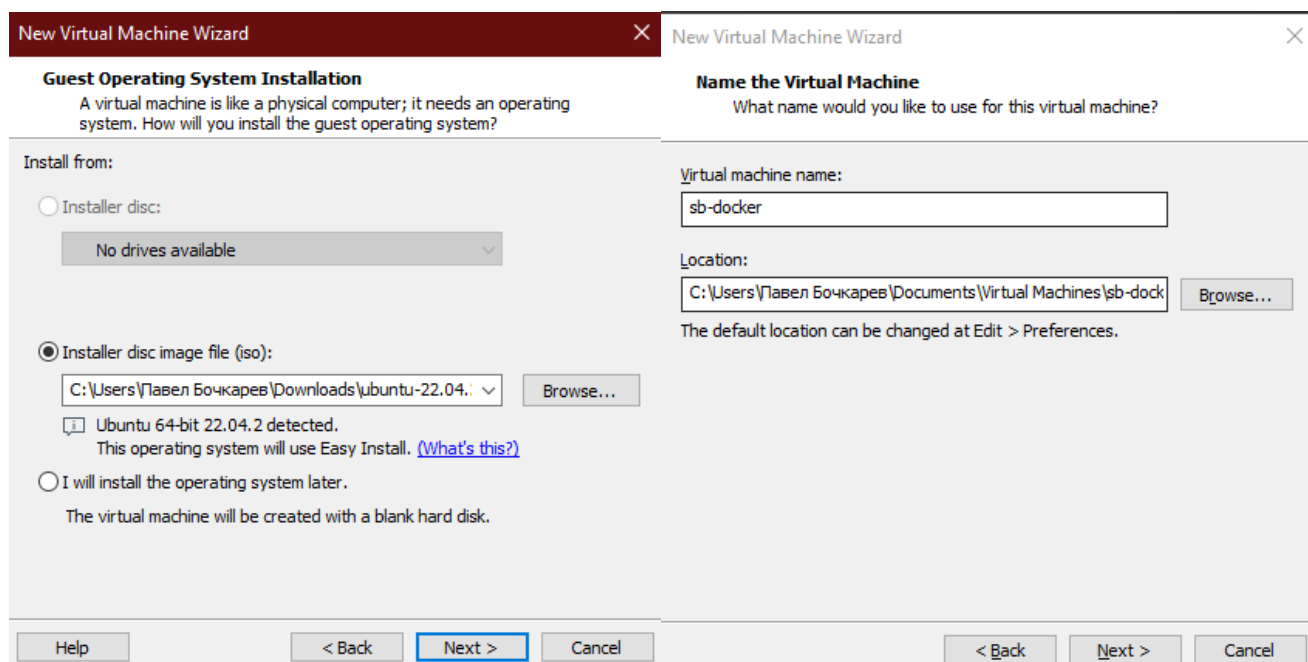 New Virtual Machine Wizard
Guest Operating System Installation
A virtual machine is like a physical computer; it needs an operating
system. How will you install the guest operating system?
Install from:
Installer disc:
No drives available
Installer disc image file (iso):
C:\Users\Павел Бочкарев\Downloads\ubuntu-22.04.
Browse...
Ubuntu 64-bit 22.04.2 detected.
This operating system will use Easy Install. (What's this?)
I will install the operating system later.
The virtual machine will be created with a blank hard disk.
Help
< Back
Next >
Cancel
New Virtual Machine Wizard
Name the Virtual Machine
What name would you like to use for this virtual machine?
Virtual machine name:
sb-docker
Location:
C:\Users\Павел Бочкарев\Documents\Virtual Machines\sb-dock
Browse...
The default location can be changed at Edit > Preferences.
< Back
Next >
Cancel